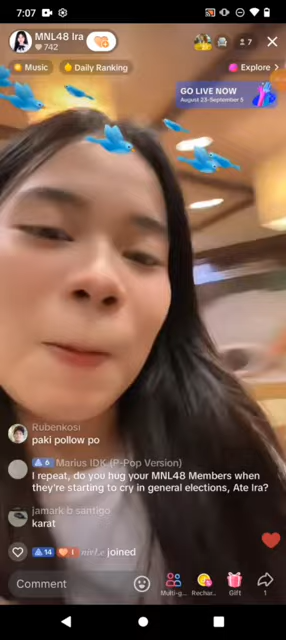 7:07
MNL48 Ira
742
7
Music
Daily Ranking
Explore
GO LIVE NOW
August 23-September 5
Rubenkosi
paki pollow po
6 Marius IDK (P-Pop Version)
I repeat, do you hug your MNL48 Members when
they're starting to cry in general elections, Ate Ira?
jamark b santigo
karat
14
joined
Comment
Multi-g...
Rechar...
Gift
1